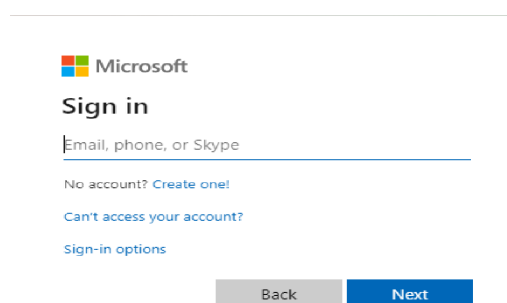 Microsoft
Sign in
Email, phone, or Skype
No account? Create one!
Can't access your account?
Sign-in options
Back Next